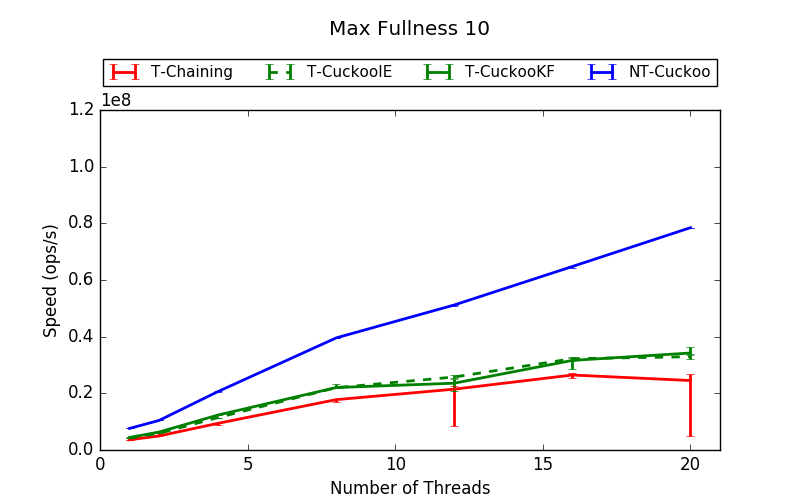 Max Fullness 10
T-Chaining T-CuckooIE T-CuckooKF NT-Cuckoo
1e8
1.2
1.0
0.8
0.6
0.4
0.2
0.0
Speed (ops/s)
0 5 10 15 20
Number of Threads